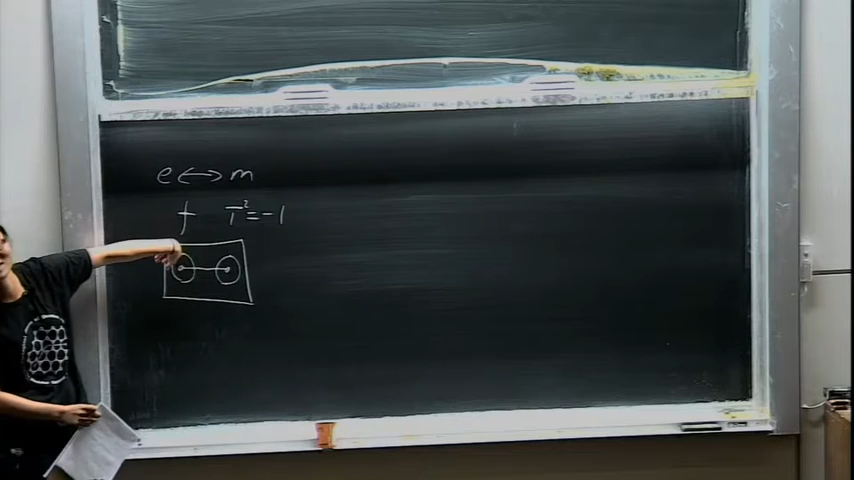 e ↔ m
f T² = -1